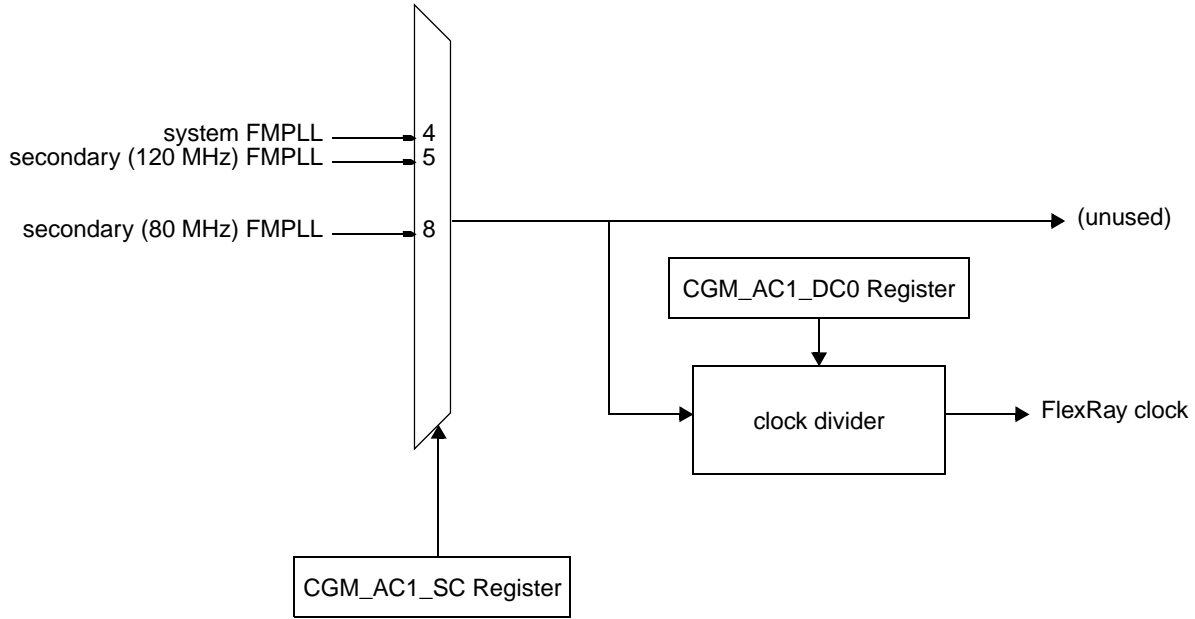 system FMPLL
4
secondary (120 MHz) FMPLL
5
secondary (80 MHz) FMPLL
8
(unused)
CGM_AC1_DC0 Register
clock divider
FlexRay clock
CGM_AC1_SC Register